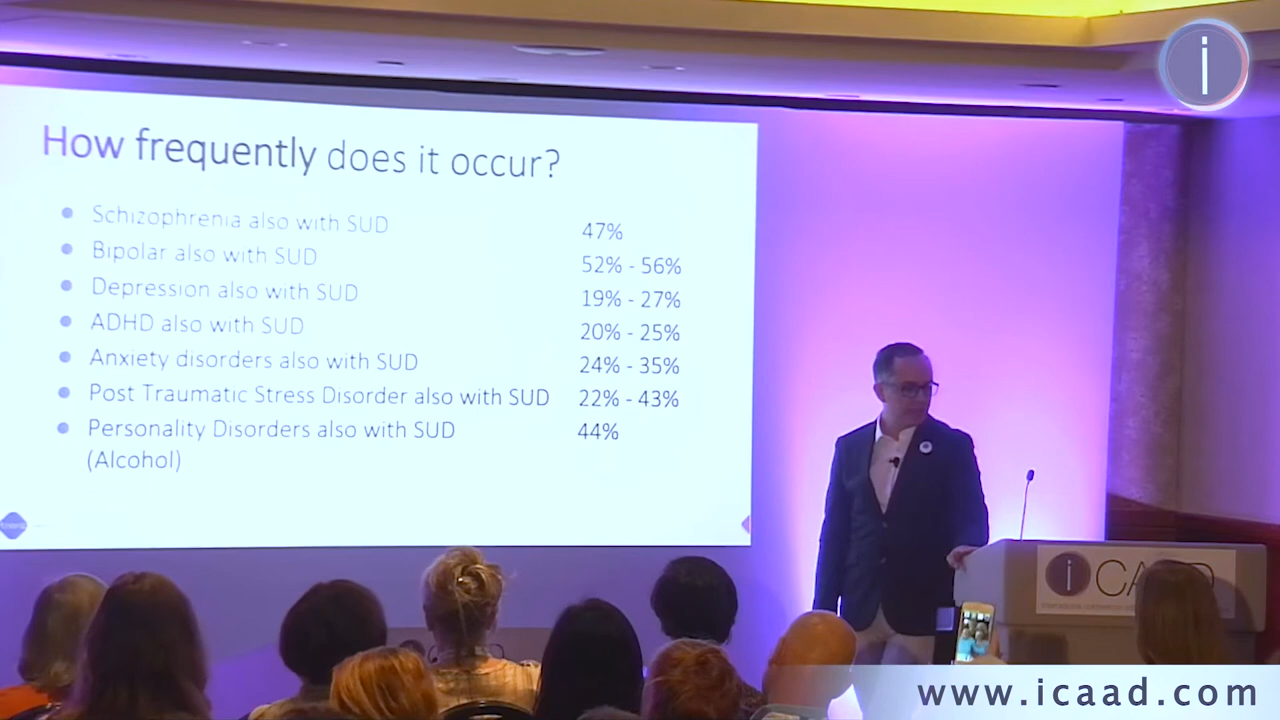 i
How frequently does it occur?
Schizophrenia also with SUD 47%
Bipolar also with SUD 52% - 56%
Depression also with SUD 19% - 27%
ADHD also with SUD 20% - 25%
Anxiety disorders also with SUD 24% - 35%
Post Traumatic Stress Disorder also with SUD 22% - 43%
Personality Disorders also with SUD 44%
(Alcohol)
www.icaad.com